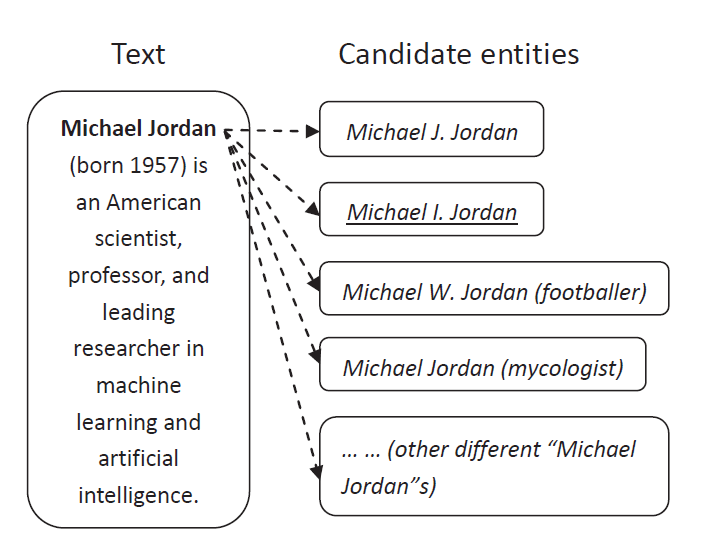 Text
Candidate entities
Michael Jordan
(born 1957) is
an American
scientist,
professor, and
leading
researcher in
machine
learning and
artificial
intelligence.
Michael J. Jordan
Michael I. Jordan
Michael W. Jordan (footballer)
Michael Jordan (mycologist)
… … (other different “Michael
Jordan”s)